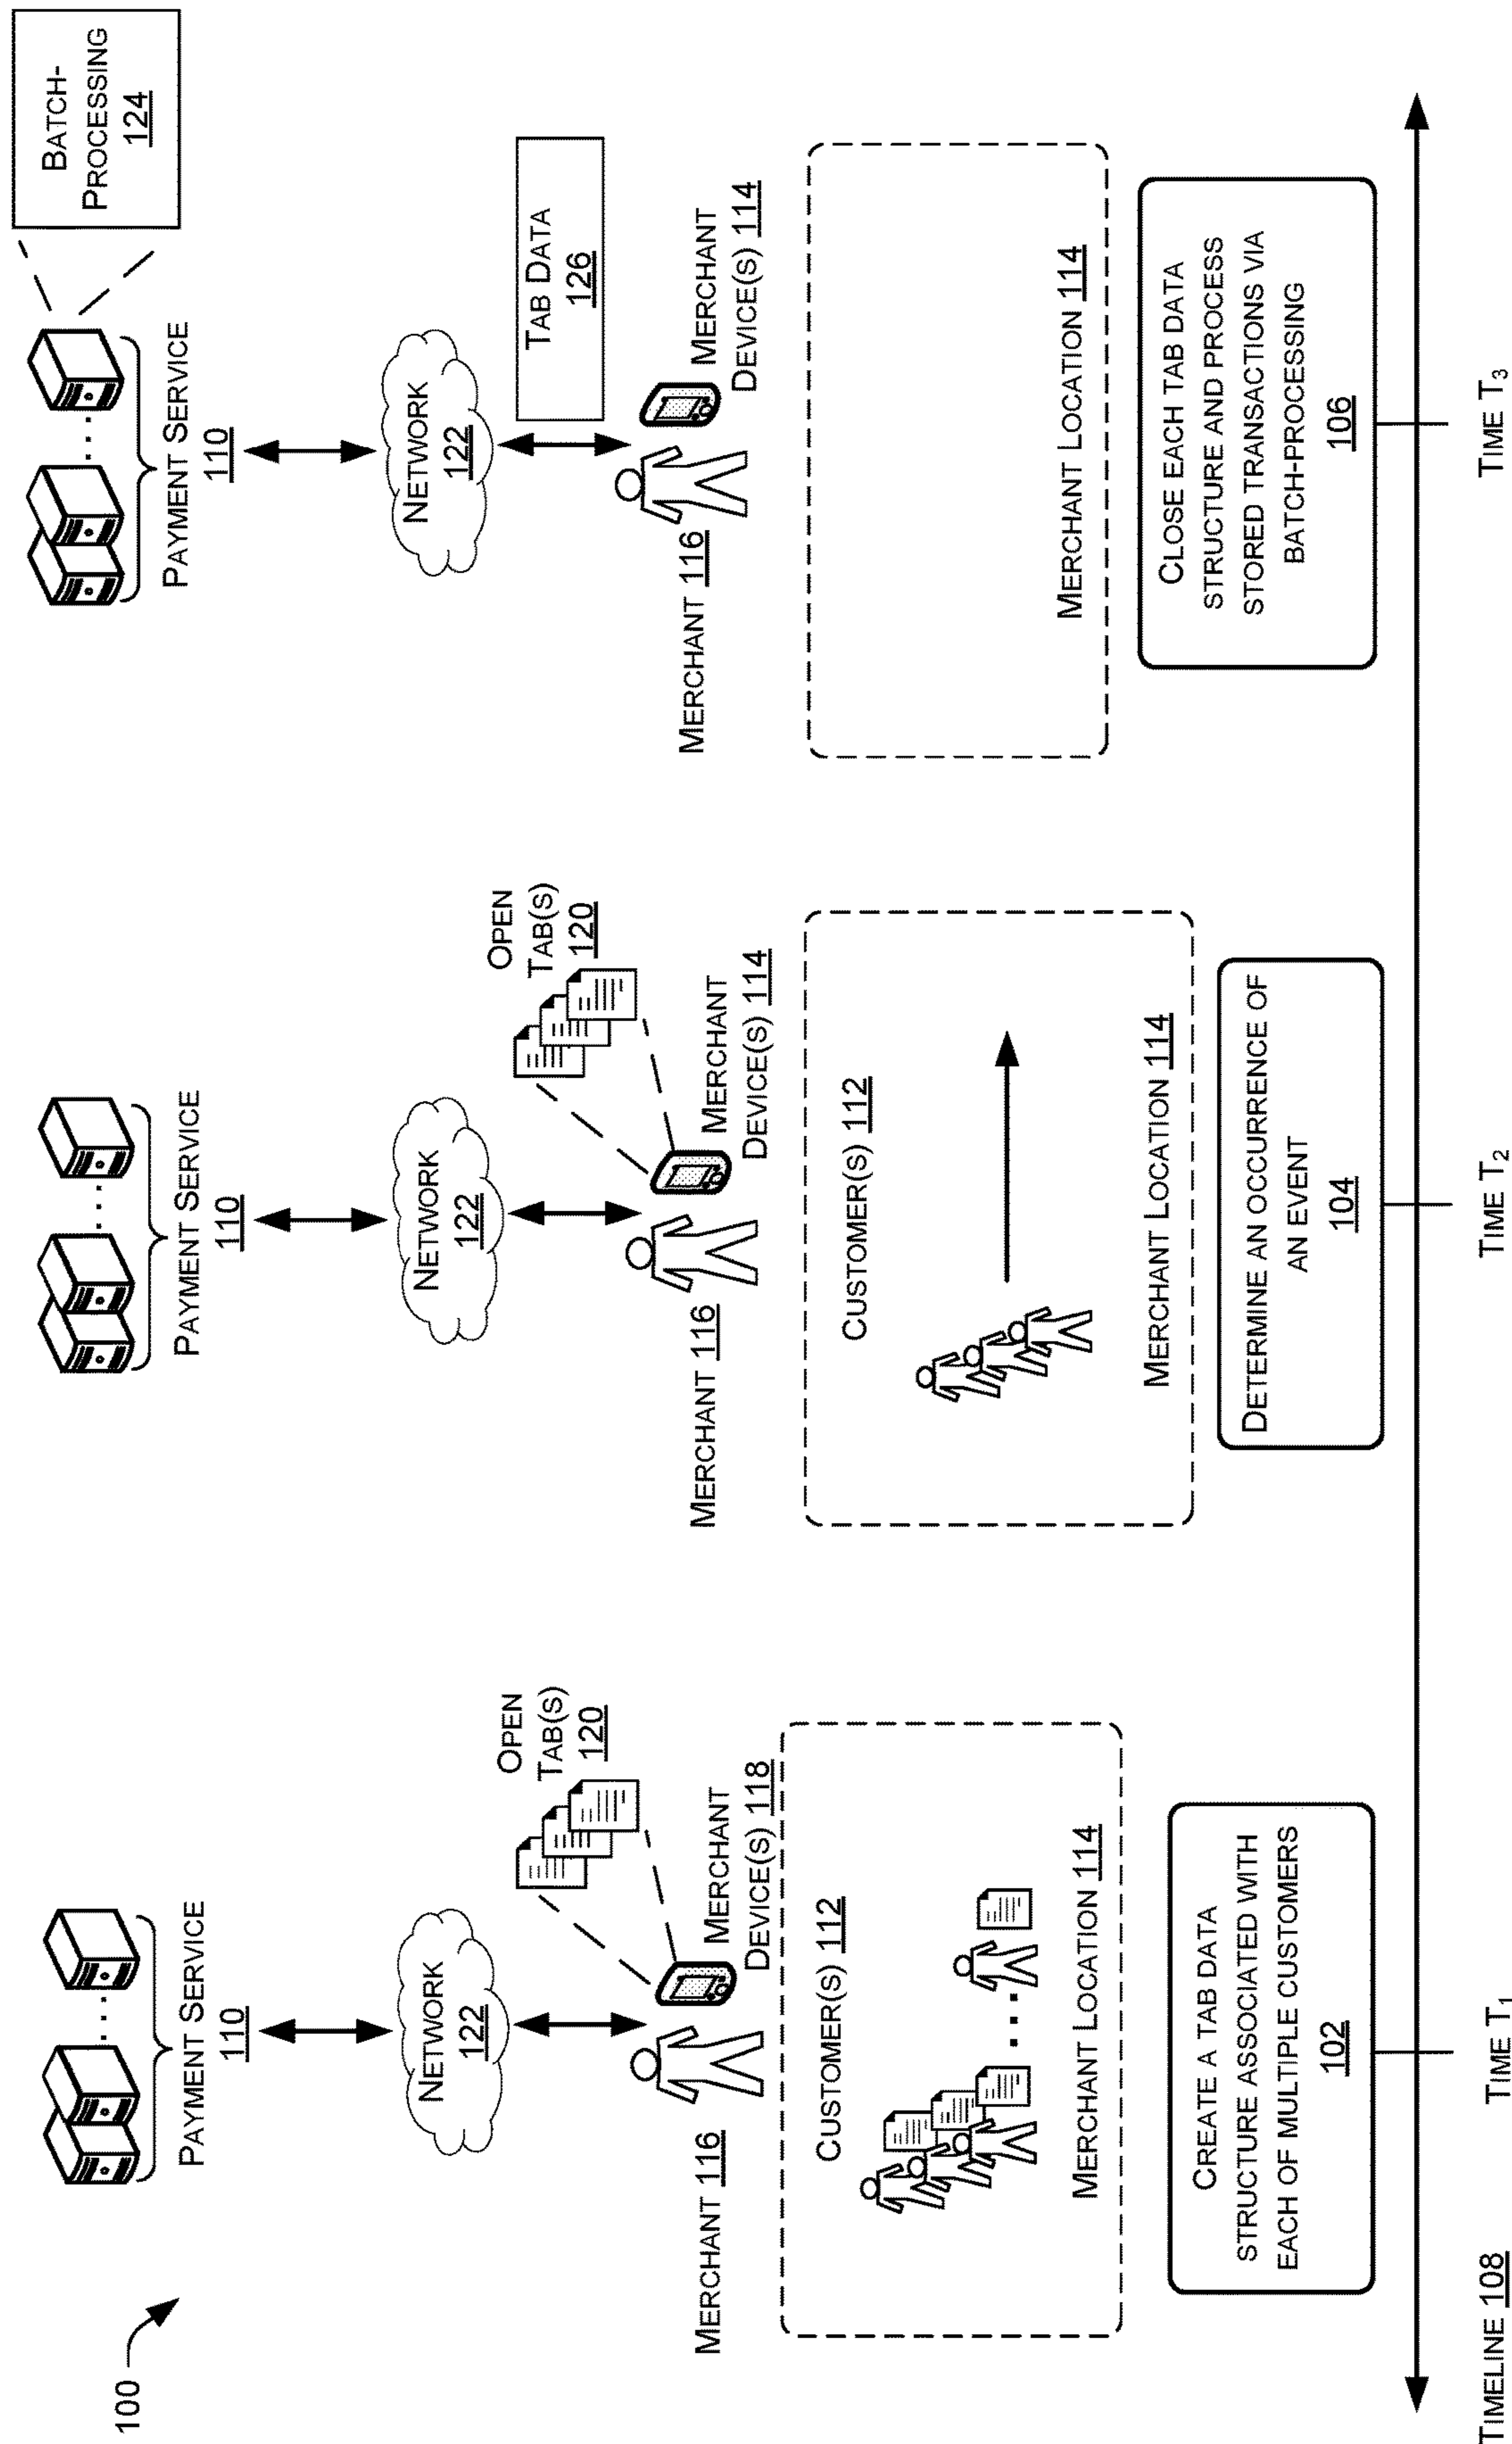 100
PAYMENT SERVICE
110
NETWORK
122
OPEN
TAB(S)
120
MERCHANT 116
MERCHANT
DEVICE(S) 118
CUSTOMER(S) 112
MERCHANT LOCATION 114
CREATE A TAB DATA
STRUCTURE ASSOCIATED WITH
EACH OF MULTIPLE CUSTOMERS
102
TIME T1
TIMELINE 108
PAYMENT SERVICE
110
NETWORK
122
OPEN
TAB(S)
120
MERCHANT 116
MERCHANT
DEVICE(S) 114
CUSTOMER(S) 112
MERCHANT LOCATION 114
DETERMINE AN OCCURRENCE OF
AN EVENT
104
TIME T2
BATCH-
PROCESSING
124
PAYMENT SERVICE
110
NETWORK
122
TAB DATA
126
MERCHANT 116
MERCHANT
DEVICE(S) 114
MERCHANT LOCATION 114
CLOSE EACH TAB DATA
STRUCTURE AND PROCESS
STORED TRANSACTIONS VIA
BATCH-PROCESSING
106
TIME T3